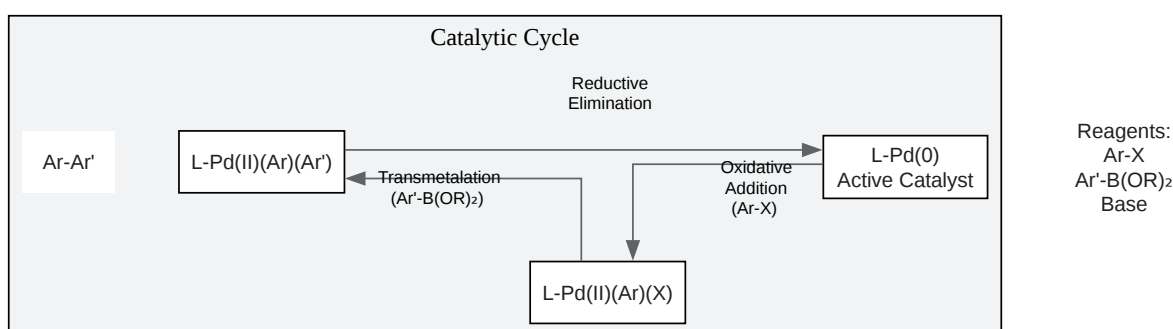 Catalytic Cycle
Reductive
Elimination
Ar-Ar'
L-Pd(II)(Ar)(Ar')
Transmetalation
(Ar'-B(OR)₂)
Oxidative
Addition
(Ar-X)
L-Pd(0)
Active Catalyst
L-Pd(II)(Ar)(X)
Reagents:
Ar-X
Ar'-B(OR)₂
Base